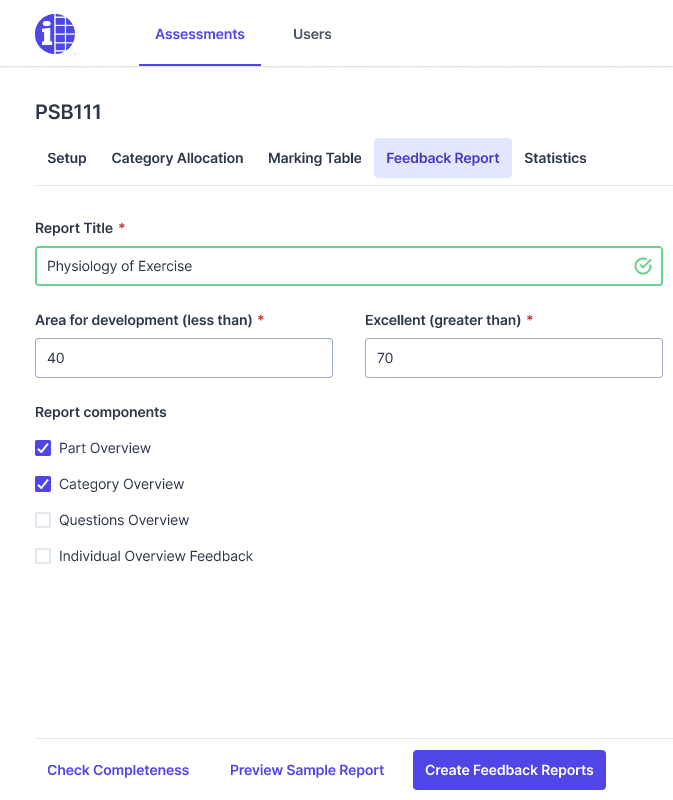 i
Assessments Users
PSB111
Setup Category Allocation Marking Table Feedback Report Statistics
Report Title *
Physiology of Exercise
Area for development (less than) * Excellent (greater than) *
40 70
Report components
Part Overview
Category Overview
Questions Overview
Individual Overview Feedback
Check Completeness Preview Sample Report Create Feedback Reports